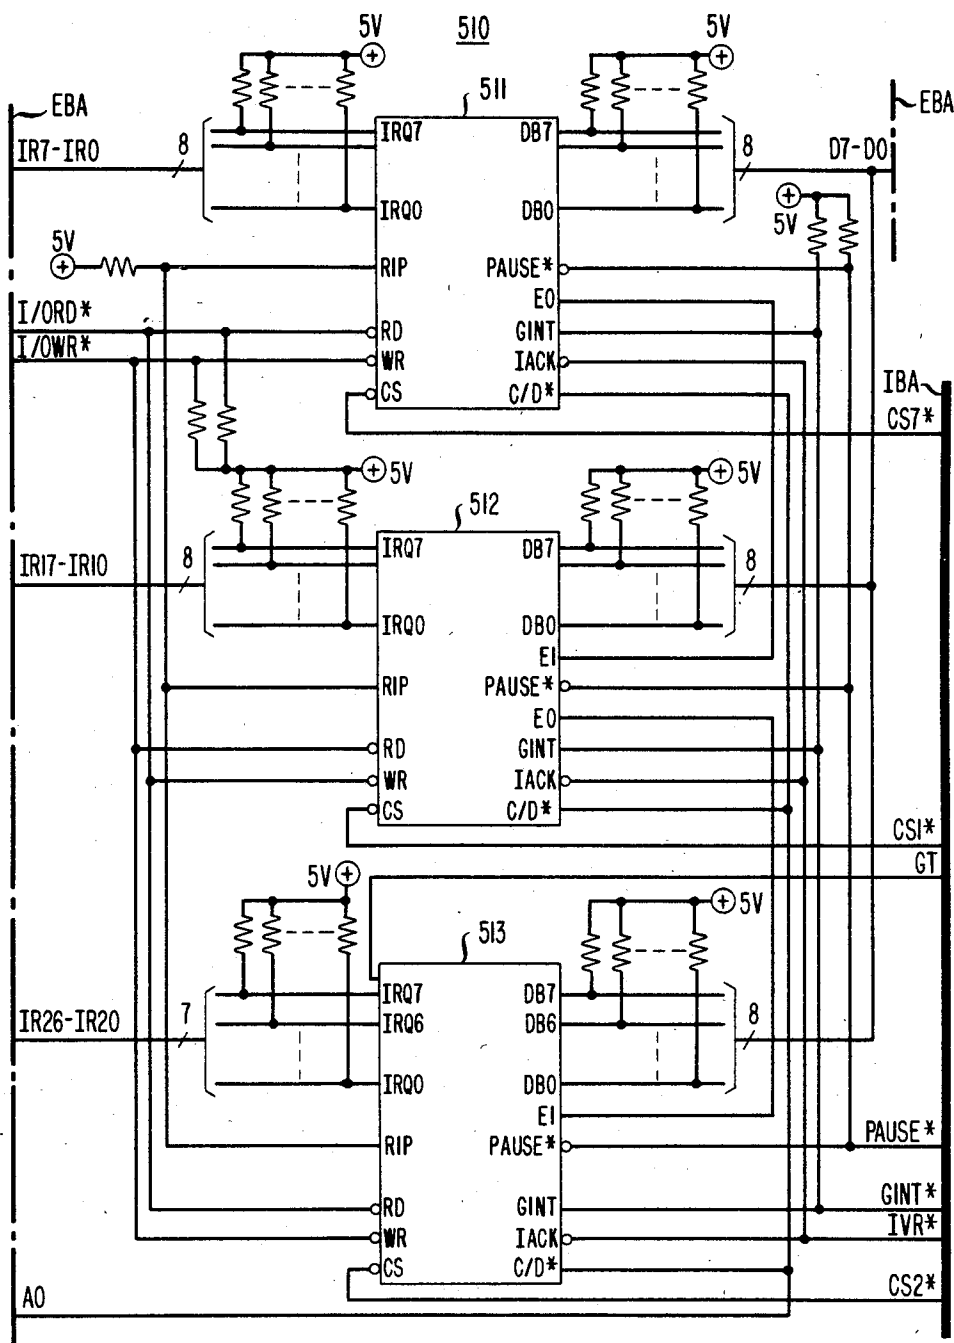 510
5V
5V
EBA
511
EBA
IR7-IR0
8
IRQ7
DB7
8
D7-D0
IRQ0
DB0
5V
5V
RIP
PAUSE*
EO
I/ORD*
RD
GINT
I/OWR*
WR
IACK
CS
C/D*
IBA
CS7*
5V
5V
512
IR17-IR10
8
IRQ7
DB7
8
IRQ0
DB0
EI
RIP
PAUSE*
EO
RD
GINT
WR
IACK
CS
C/D*
CS1*
GT
5V
5V
513
IR26-IR20
7
IRQ7
DB7
8
IRQ6
DB6
IRQ0
DB0
EI
RIP
PAUSE*
PAUSE*
RD
GINT
GINT*
WR
IACK
IVR*
CS
C/D*
CS2*
A0